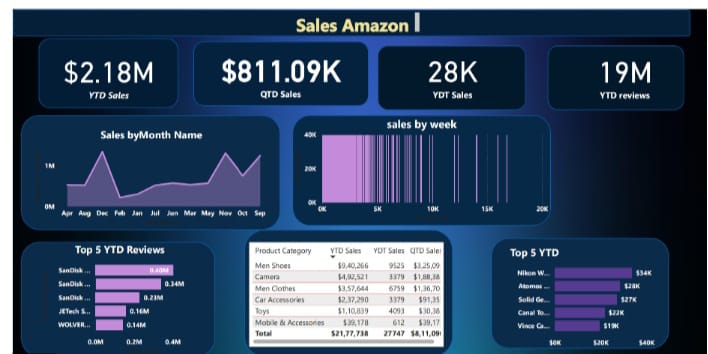 Sales Amazon
$2.18M
YTD Sales
$811.09K
QTD Sales
28K
YDT Sales
19M
YTD reviews
Sales byMonth Name
1M
0M
Apr Aug Dec Feb Jan Jul Jun Mar May Nov Oct Sep
sales by week
40K
20K
0K
0K 5K 10K 15K 20K
Top 5 YTD Reviews
SanDisk ... 0.40M
SanDisk ... 0.34M
SanDisk ... 0.23M
JETech S... 0.16M
WOLVER... 0.14M
0.0M 0.2M 0.4M
Product Category YTD Sales YDT Sales QTD Sale
Men Shoes $9,40,266 9525 $3,25,09
Camera $4,92,521 3379 $1,88,38
Men Clothes $3,57,644 6759 $1,36,70
Car Accessories $2,37,290 3379 $91,35
Toys $1,10,839 4093 $30,38
Mobile & Accessories $39,178 612 $39,17
Total $21,77,738 27747 $8,11,09
Top 5 YTD
Nikon W... $34K
Atomos ... $28K
Solid Ge... $27K
Canal To... $22K
Vince Ca... $19K
$0K $20K $40K